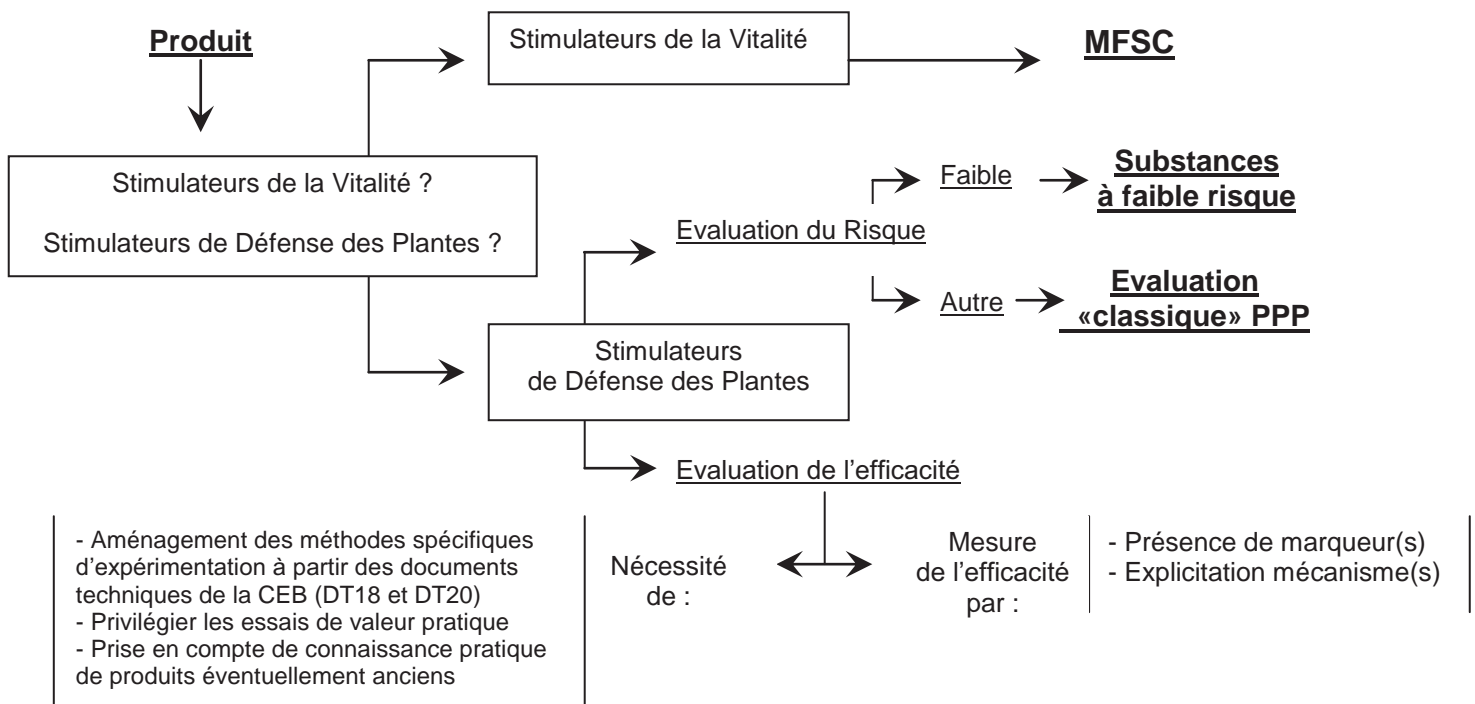 Produit
Stimulateurs de la Vitalité
MFSC
Stimulateurs de la Vitalité ?
Stimulateurs de Défense des Plantes ?
Evaluation du Risque
Faible
Substances
à faible risque
Autre
Evaluation
«classique» PPP
Stimulateurs
de Défense des Plantes
Evaluation de l'efficacité
- Aménagement des méthodes spécifiques
d'expérimentation à partir des documents
techniques de la CEB (DT18 et DT20)
- Privilégier les essais de valeur pratique
- Prise en compte de connaissance pratique
de produits éventuellement anciens
Nécessité
de :
Mesure
de l'efficacité
par :
- Présence de marqueur(s)
- Explicitation mécanisme(s)